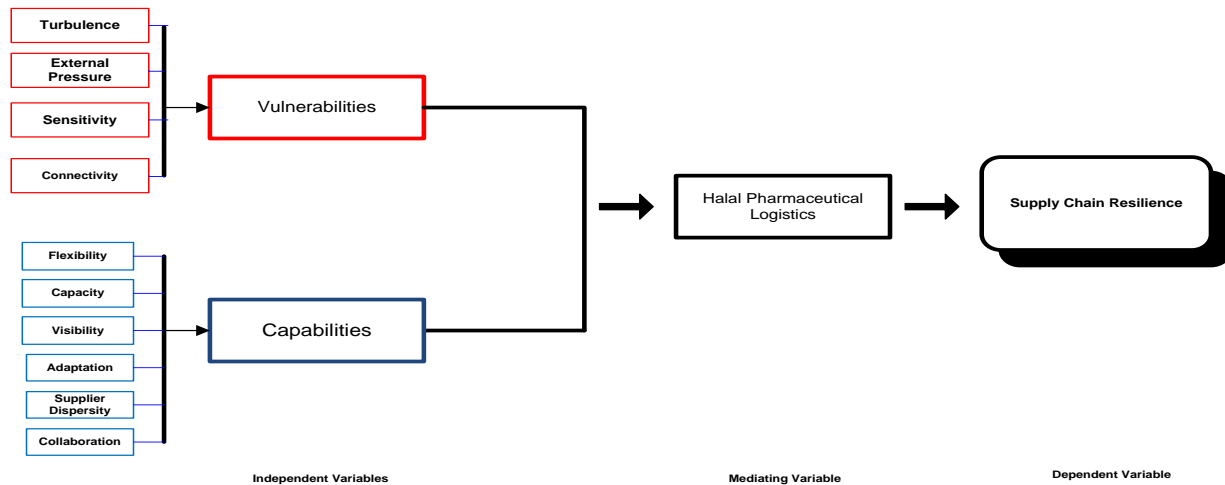 Turbulence
External
Pressure
Sensitivity
Connectivity
Vulnerabilities
Flexibility
Capacity
Visibility
Adaptation
Supplier
Dispersity
Collaboration
Capabilities
Halal Pharmaceutical
Logistics
Supply Chain Resilience
Independent Variables
Mediating Variable
Dependent Variable